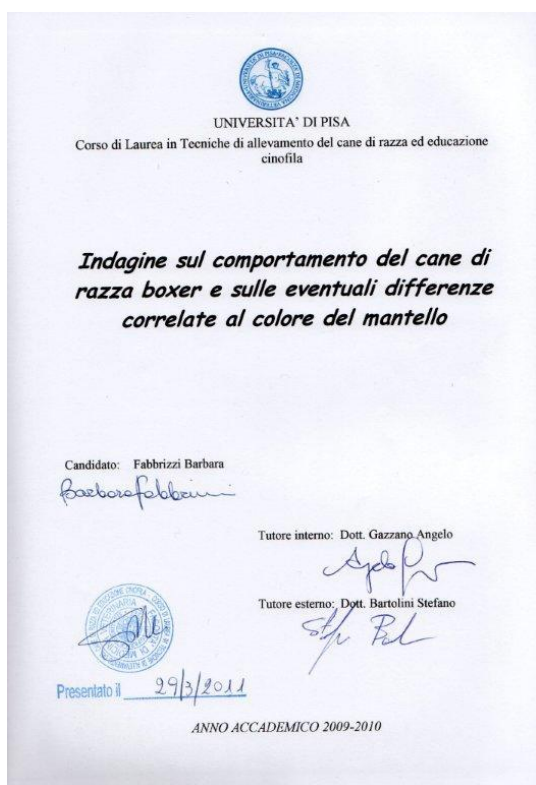 UNIVERSITA' DI PISA
Corso di Laurea in Tecniche di allevamento del cane di razza ed educazione
cinofila
Indagine sul comportamento del cane di
razza boxer e sulle eventuali differenze
correlate al colore del mantello
Candidato: Fabbrizzi Barbara
Tutore interno: Dott. Gazzano Angelo
Tutore esterno: Dott. Bartolini Stefano
Presentato il 29/3/2011
ANNO ACCADEMICO 2009-2010